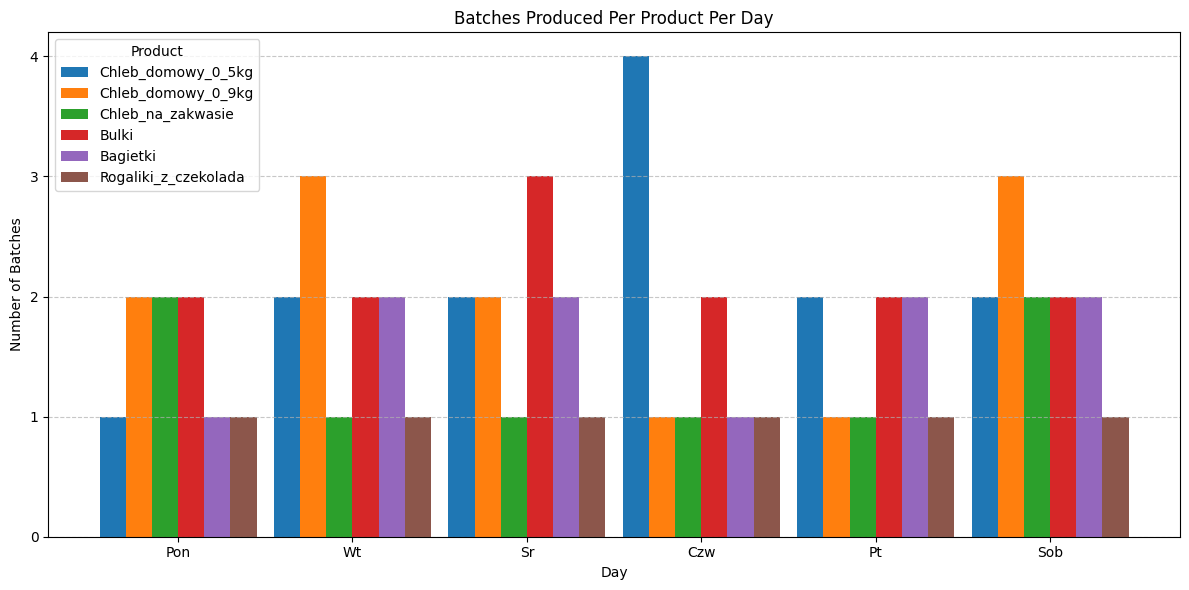 Batches Produced Per Product Per Day
Product
Chleb_domowy_0_5kg
Chleb_domowy_0_9kg
Chleb_na_zakwasie
Bulki
Bagietki
Rogaliki_z_czekolada
Number of Batches
4
3
2
1
0
Pon Wt Sr Czw Pt Sob
Day